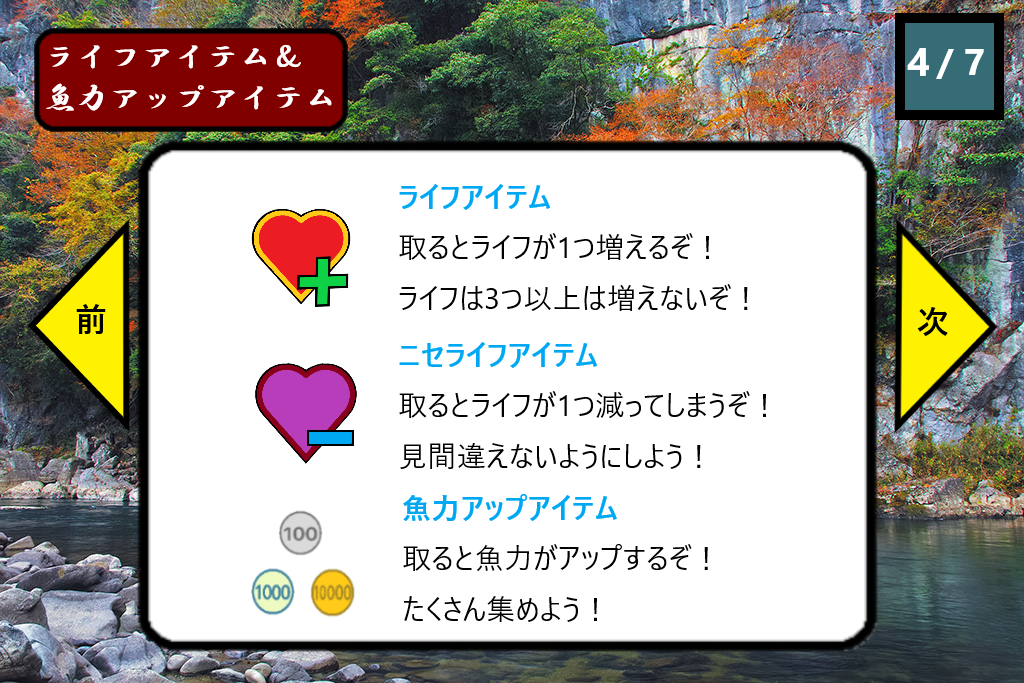 ライフアイテム＆
魚力アップアイテム
4/7
ライフアイテム
取るとライフが1つ増えるぞ！
ライフは3つ以上は増えないぞ！
前
次
ニセライフアイテム
取るとライフが1つ減ってしまうぞ！
見間違えないようにしよう！
魚力アップアイテム
取ると魚力がアップするぞ！
たくさん集めよう！
100
1000
10000